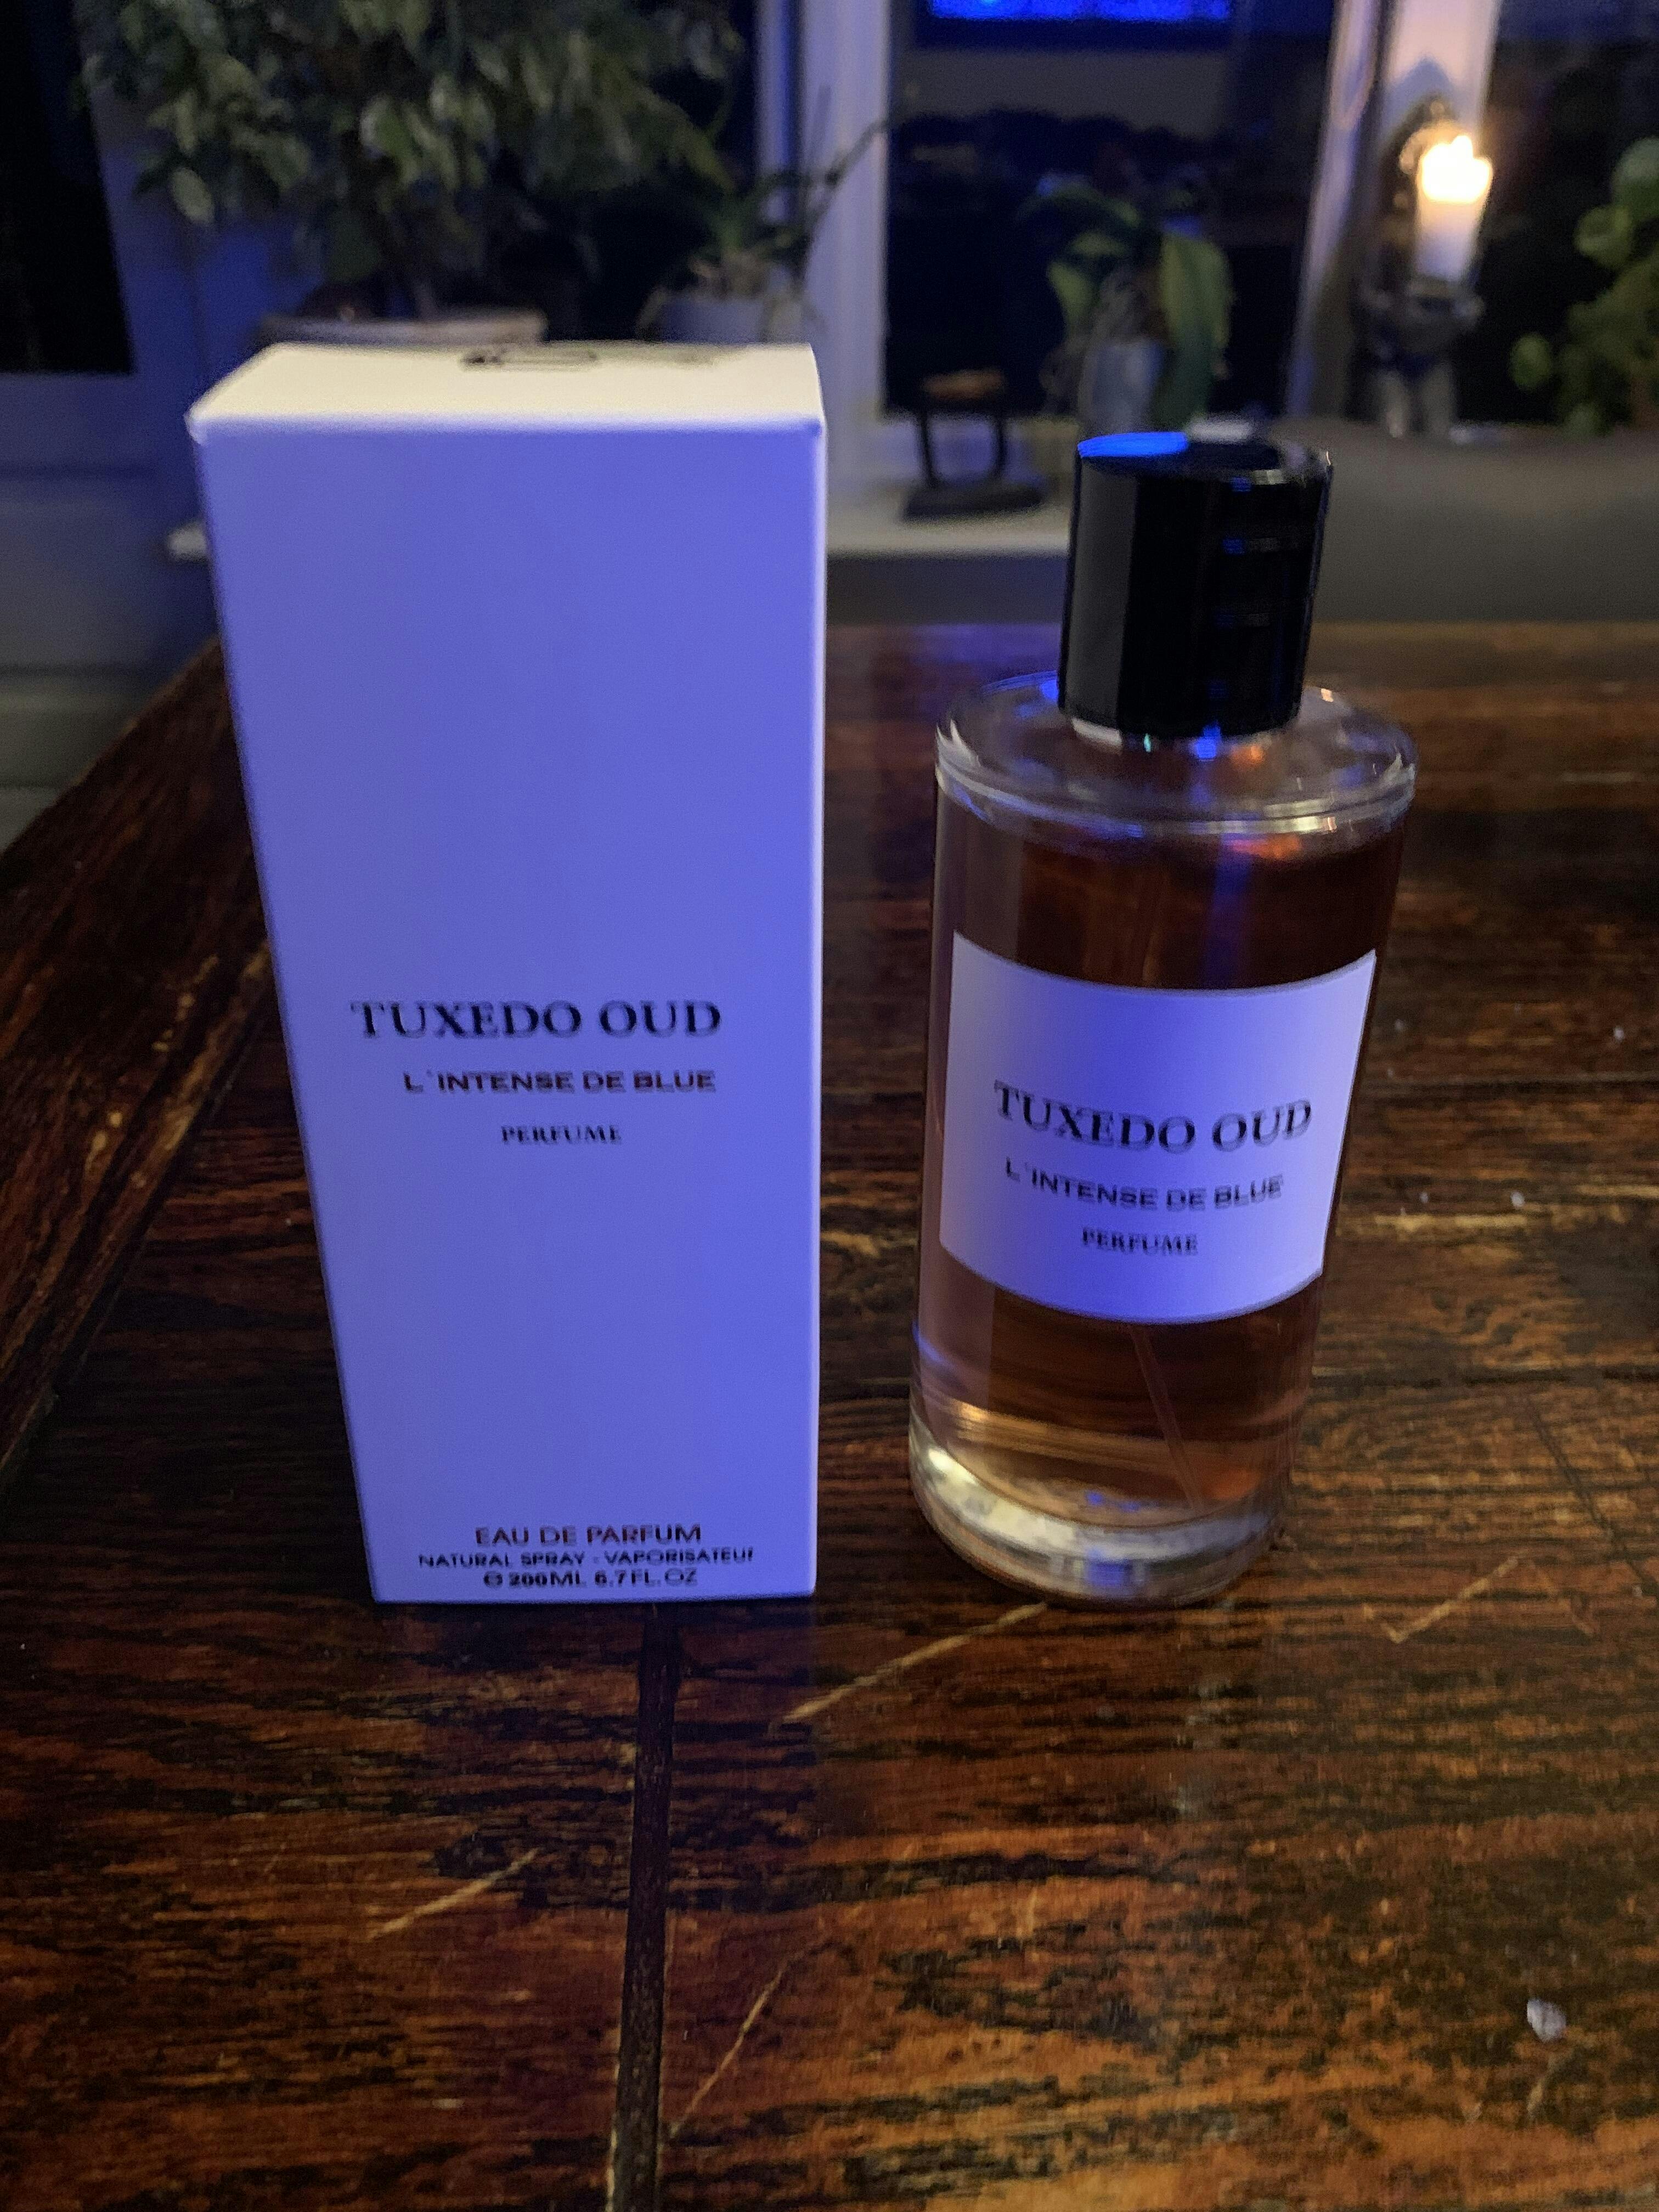 TUXEDO OUD
L'INTENSE DE BLUE
PERFUME
EAU DE PARFUM
NATURAL SPRAY - VAPORISATEUR
℮ 200ML 6.7FL.OZ
TUXEDO OUD
L'INTENSE DE BLUE
PERFUME